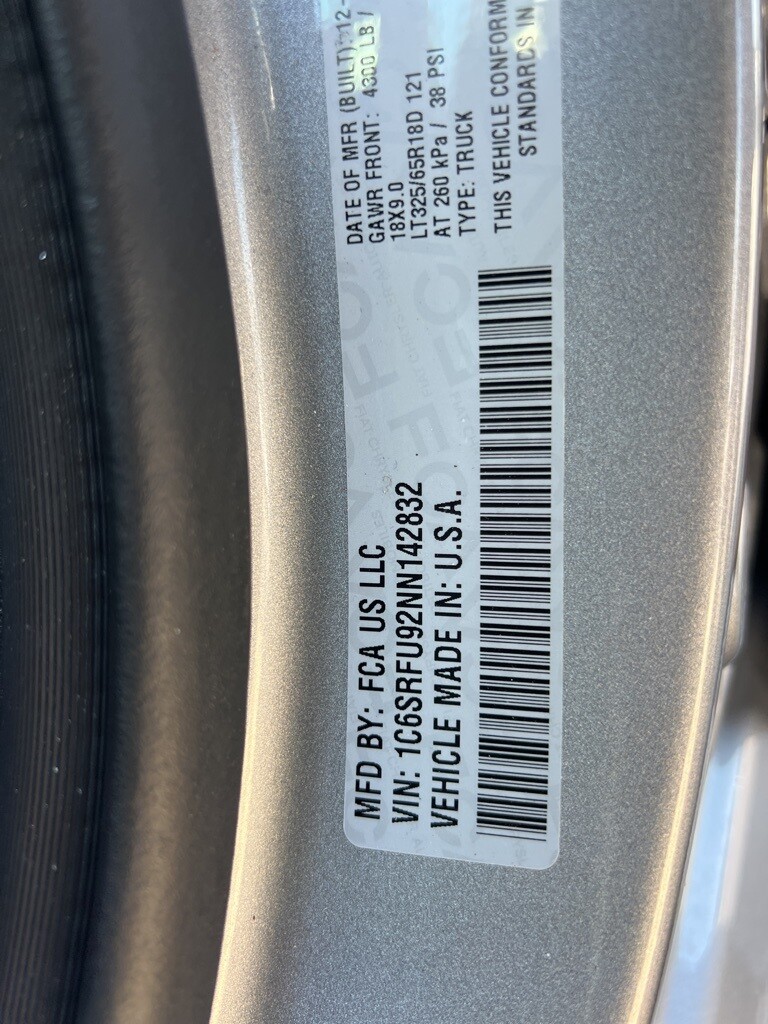 MFD BY: FCA US LLC
VIN: 1C6SRFU92NN142832
VEHICLE MADE IN: U.S.A.
DATE OF MFR (BUILT): 12-
GAWR FRONT: 4300 LB /
18X9.0
LT325/65R18D 121
AT 260 kPa / 38 PSI
TYPE: TRUCK
THIS VEHICLE CONFORM
STANDARDS IN